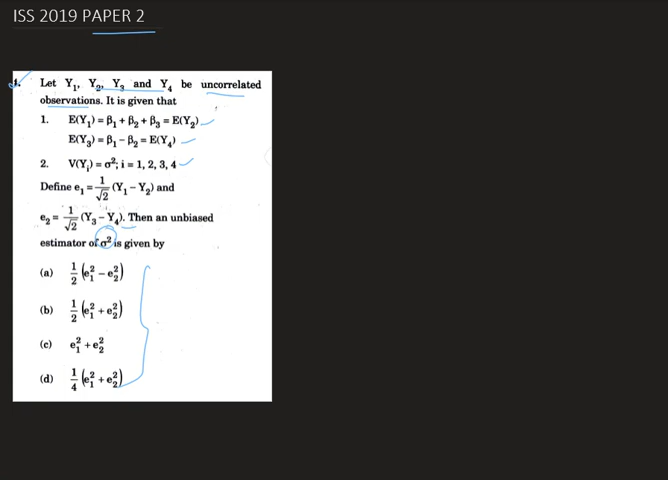 ISS 2019 PAPER 2
1. Let Y₁, Y₂, Y₃ and Y₄ be uncorrelated
observations. It is given that
1. E(Y₁) = β₁ + β₂ + β₃ = E(Y₂)
E(Y₃) = β₁ − β₂ = E(Y₄)
2. V(Yᵢ) = σ²; i = 1, 2, 3, 4
Define e₁ = 1/√2 (Y₁ − Y₂) and
e₂ = 1/√2 (Y₃ − Y₄). Then an unbiased
estimator of σ² is given by
(a) 1/2 (e₁² − e₂²)
(b) 1/2 (e₁² + e₂²)
(c) e₁² + e₂²
(d) 1/4 (e₁² + e₂²)